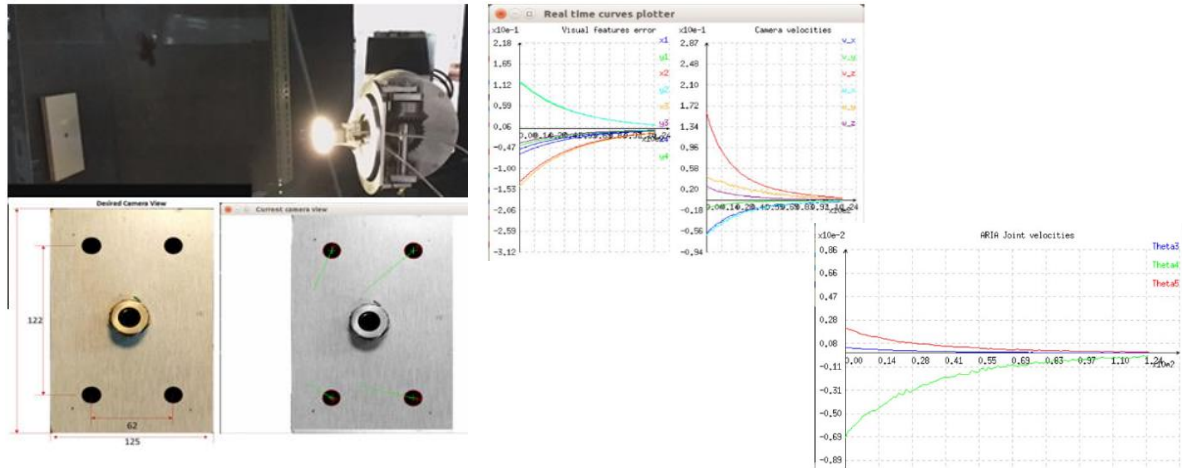 Real time curves plotter
x10e-1 Visual features error
2.18
1.65
1.12
0.59
0.06
-0.47
-1.00
-1.53
-2.06
-2.59
-3.12
x1
y1
x2
y2
x3
y3
y4
x10e-1 Camera velocities
2.87
2.48
2.10
1.72
1.34
0.96
0.58
0.20
-0.18
-0.56
-0.94
v_x
v_y
v_z
w_x
w_y
w_z
Desired Camera View
122
62
125
Current camera view
x10e-2 ARIA Joint velocities
0.86
0.66
0.47
0.28
0.08
-0.11
-0.31
-0.50
-0.69
-0.89
0.00 0.14 0.28 0.41 0.55 0.69 0.83 0.97 1.10 1.24
x10e2
Theta3
Theta4
Theta5